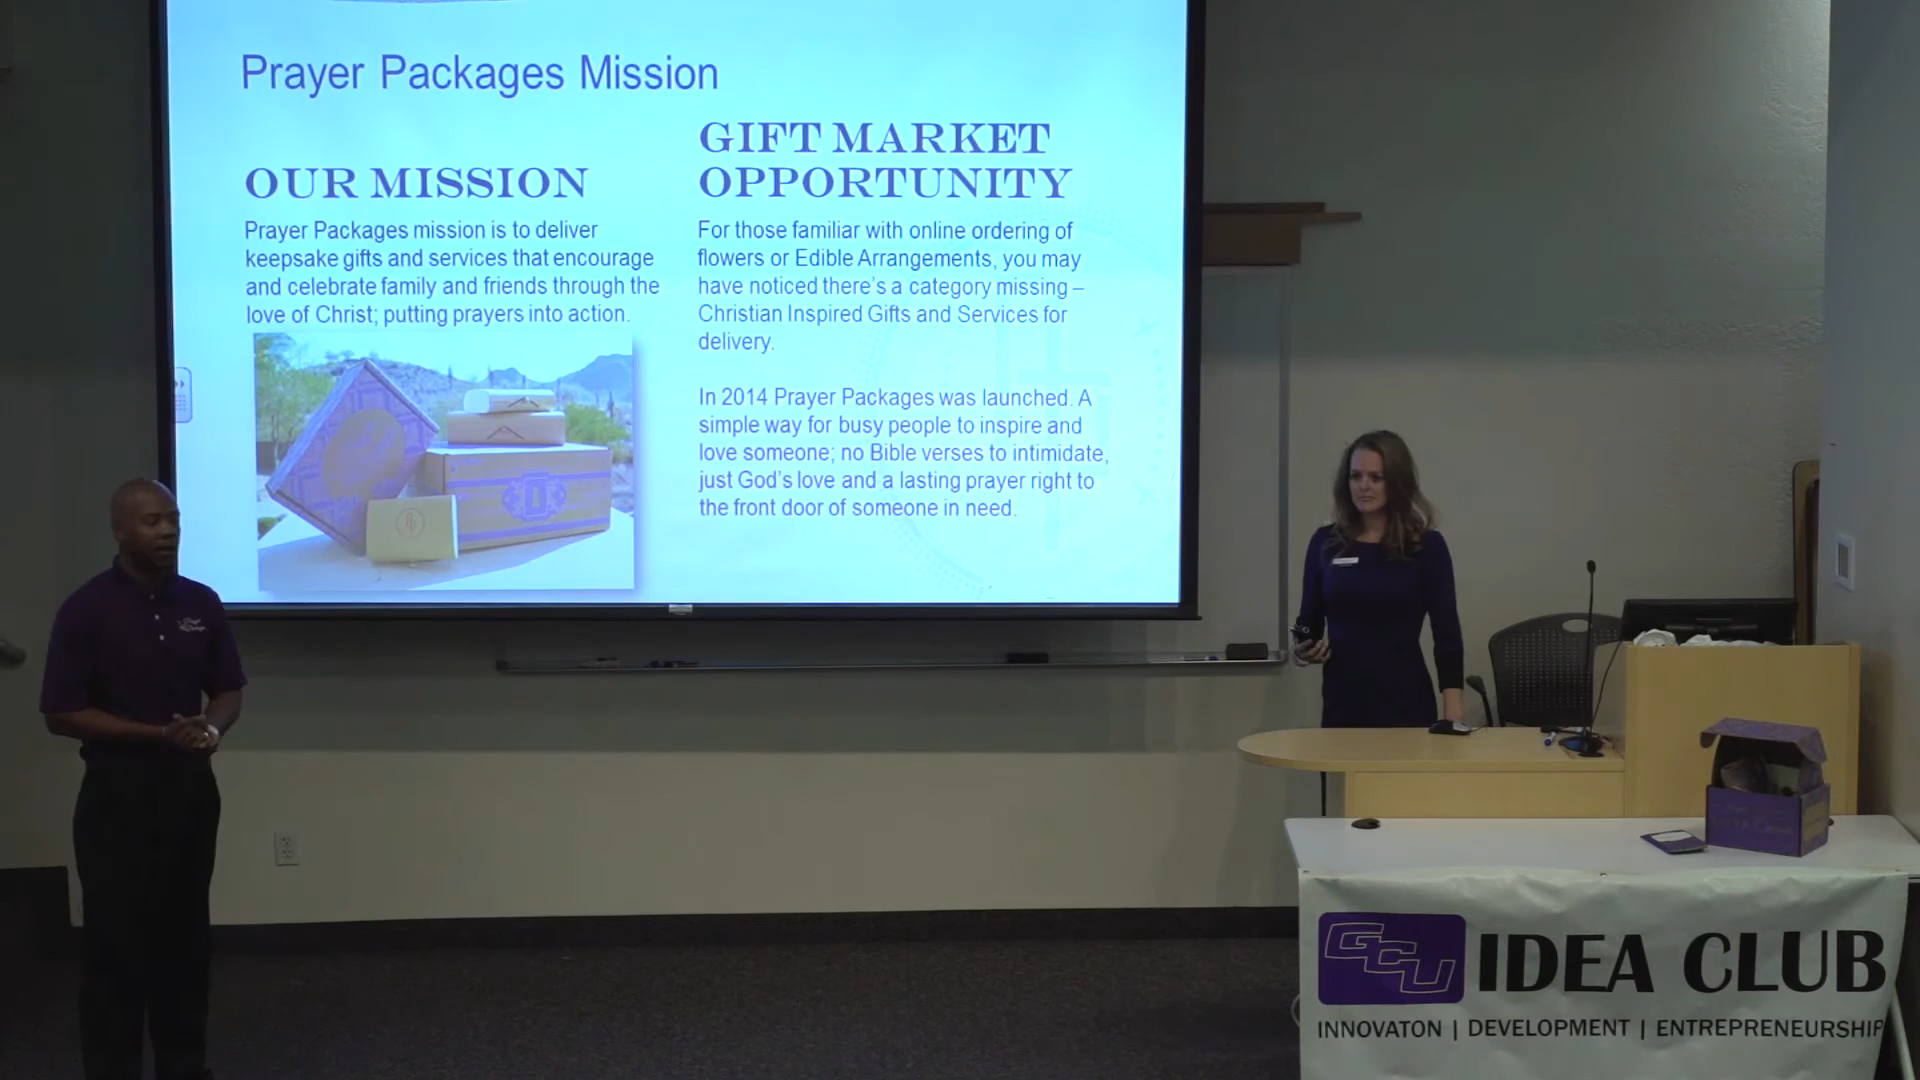 Prayer Packages Mission
OUR MISSION
Prayer Packages mission is to deliver
keepsake gifts and services that encourage
and celebrate family and friends through the
love of Christ; putting prayers into action.
GIFT MARKET
OPPORTUNITY
For those familiar with online ordering of
flowers or Edible Arrangements, you may
have noticed there's a category missing –
Christian Inspired Gifts and Services for
delivery.
In 2014 Prayer Packages was launched. A
simple way for busy people to inspire and
love someone; no Bible verses to intimidate,
just God's love and a lasting prayer right to
the front door of someone in need.
GCU IDEA CLUB
INNOVATON | DEVELOPMENT | ENTREPRENEURSHIP